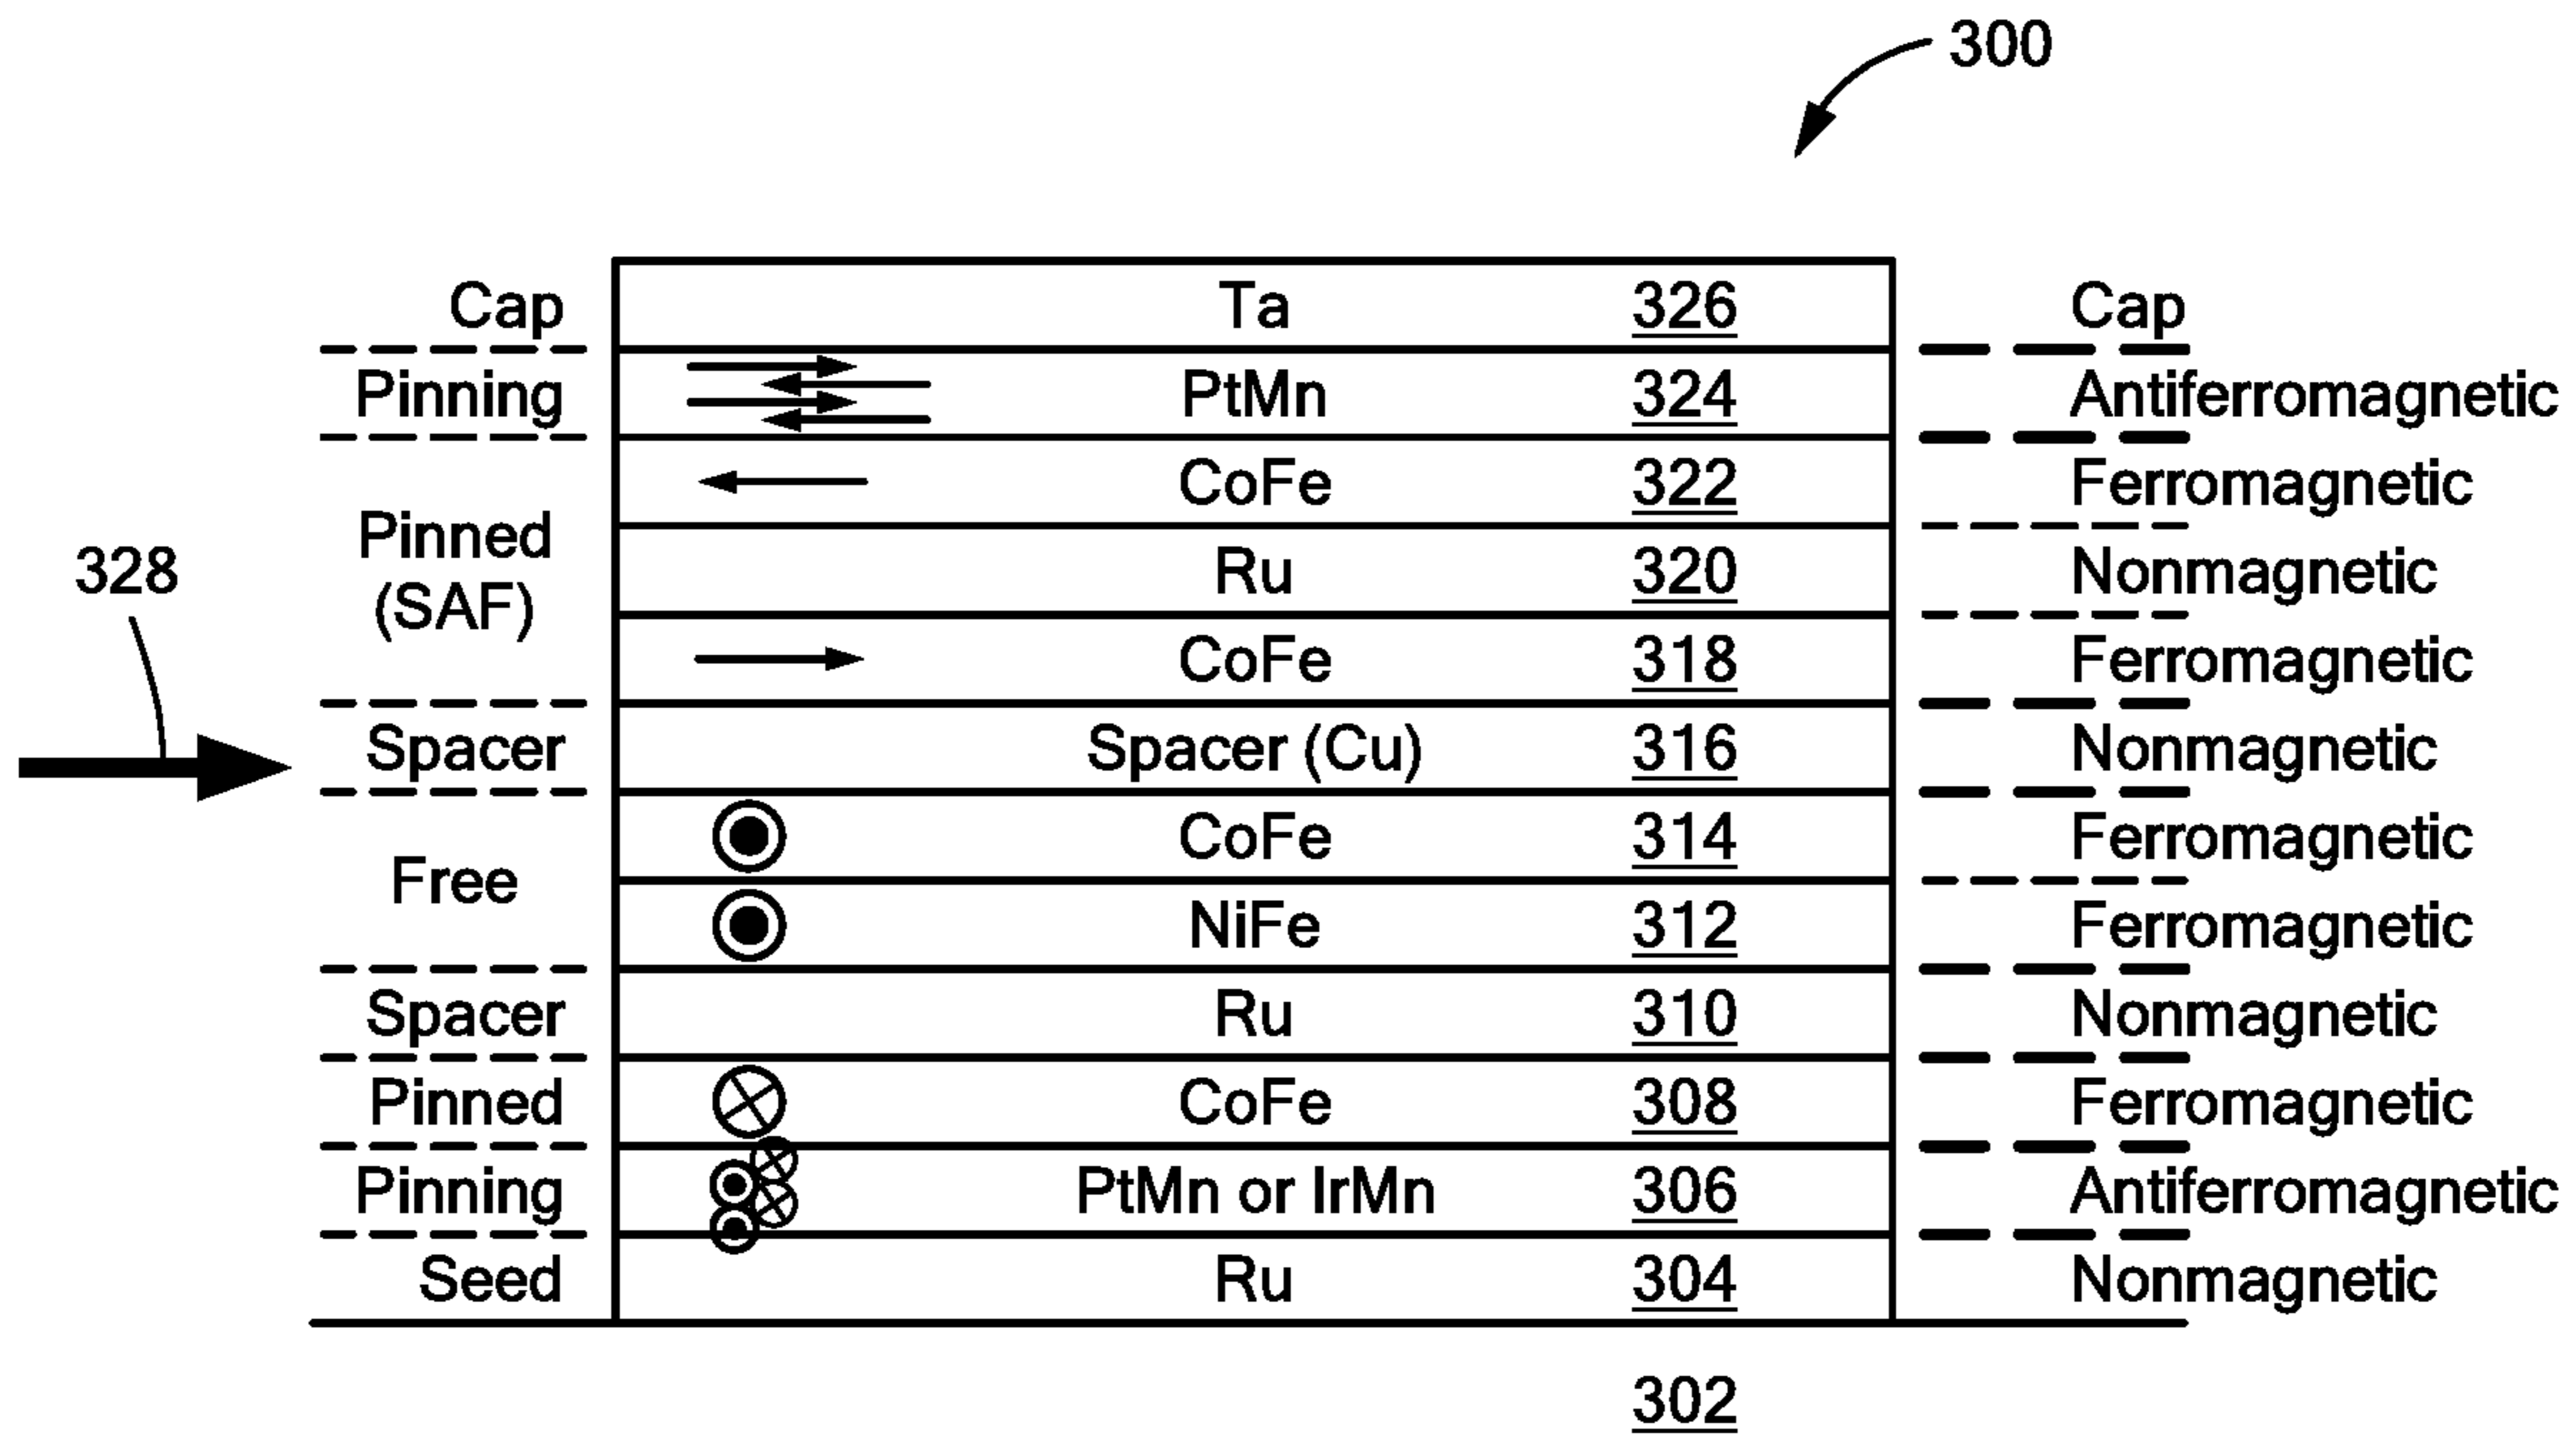 300
Cap Ta 326 Cap
Pinning PtMn 324 Antiferromagnetic
CoFe 322 Ferromagnetic
Pinned
(SAF)
Ru 320 Nonmagnetic
328
CoFe 318 Ferromagnetic
Spacer Spacer (Cu) 316 Nonmagnetic
CoFe 314 Ferromagnetic
Free
NiFe 312 Ferromagnetic
Spacer Ru 310 Nonmagnetic
Pinned CoFe 308 Ferromagnetic
Pinning PtMn or IrMn 306 Antiferromagnetic
Seed Ru 304 Nonmagnetic
302